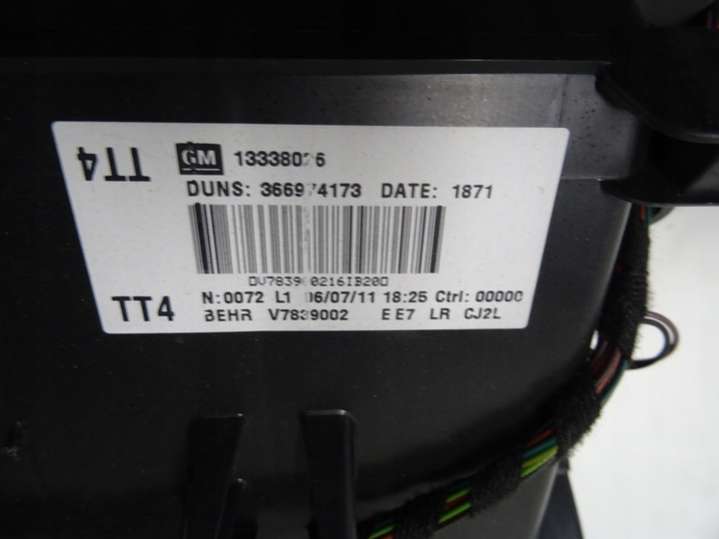 TT4
GM
DUNS: 366974173 DATE: 1871
TT4 N:0072 L1 06/07/11 18:25 Ctrl: 00000
BEHR V7839002 E E7 LR CJ2L